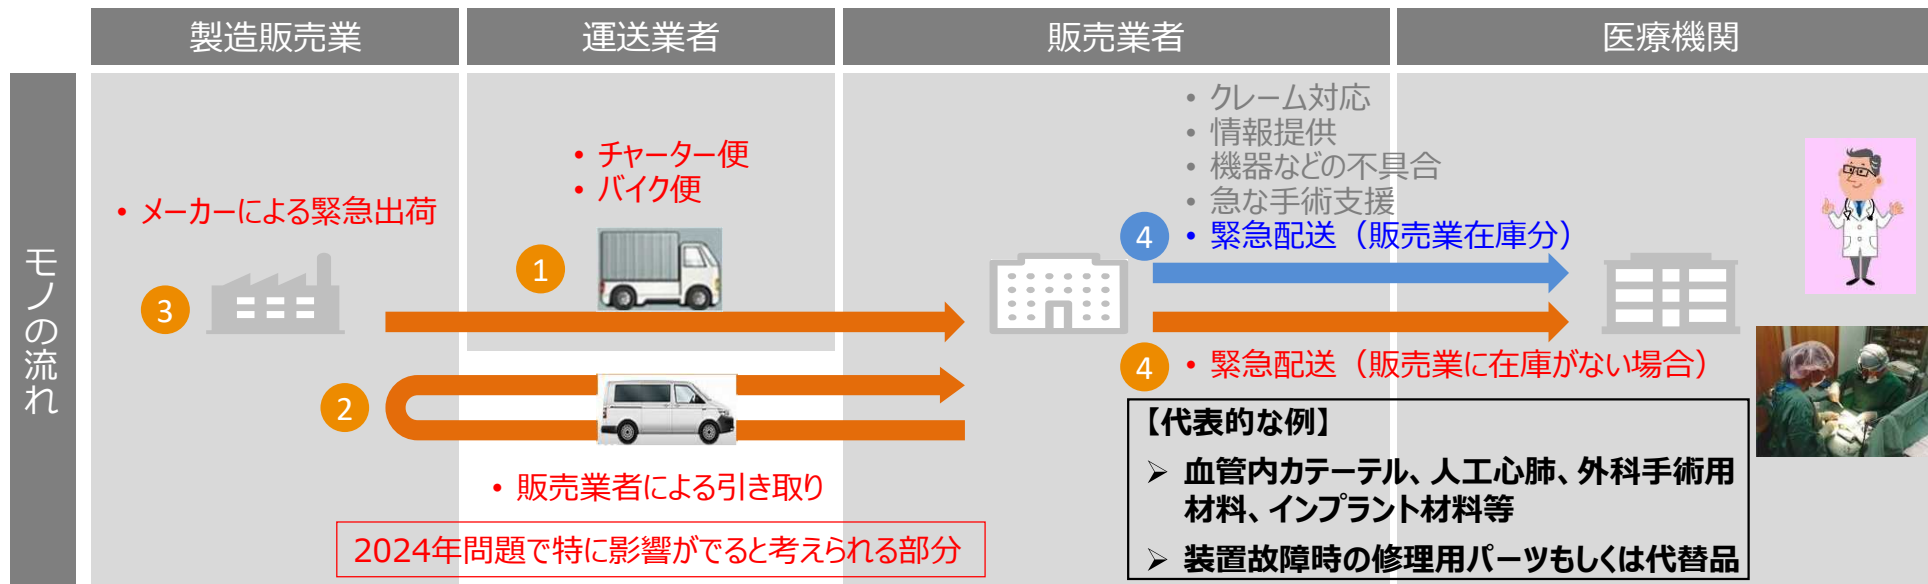 製造販売業
運送業者
販売業者
医療機関
モノの流れ
• クレーム対応
• 情報提供
• 機器などの不具合
• 急な手術支援
• チャーター便
• バイク便
• メーカーによる緊急出荷
4 • 緊急配送（販売業在庫分）
1
3
4 • 緊急配送（販売業に在庫がない場合）
2
• 販売業者による引き取り
2024年問題で特に影響がでると考えられる部分
【代表的な例】
➢ 血管内カテーテル、人工心肺、外科手術用
材料、インプラント材料等
➢ 装置故障時の修理用パーツもしくは代替品